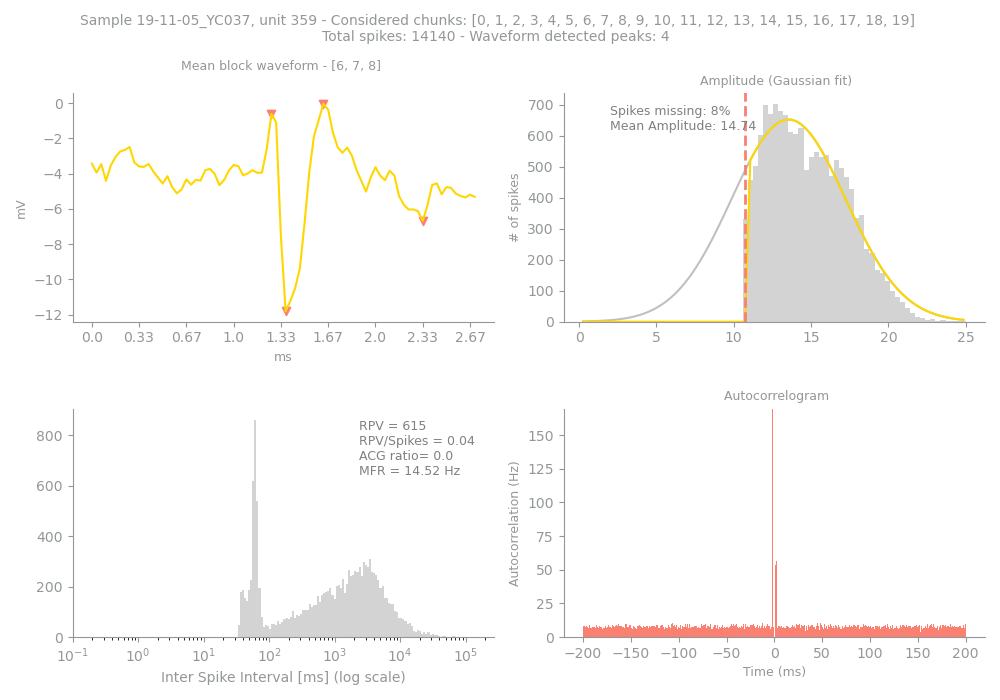 Sample 19-11-05_YC037, unit 359 - Considered chunks: [0, 1, 2, 3, 4, 5, 6, 7, 8, 9, 10, 11, 12, 13, 14, 15, 16, 17, 18, 19]
Total spikes: 14140 - Waveform detected peaks: 4
Mean block waveform - [6, 7, 8]
0
−2
−4
−6
−8
−10
−12
mV
0.0 0.33 0.67 1.0 1.33 1.67 2.0 2.33 2.67
ms
Amplitude (Gaussian fit)
Spikes missing: 8%
Mean Amplitude: 14.74
700
600
500
400
300
200
100
0
# of spikes
0 5 10 15 20 25
RPV = 615
RPV/Spikes = 0.04
ACG ratio= 0.0
MFR = 14.52 Hz
800
600
400
200
0
10⁻¹ 10⁰ 10¹ 10² 10³ 10⁴ 10⁵
Inter Spike Interval [ms] (log scale)
Autocorrelogram
150
125
100
75
50
25
0
Autocorrelation (Hz)
−200 −150 −100 −50 0 50 100 150 200
Time (ms)